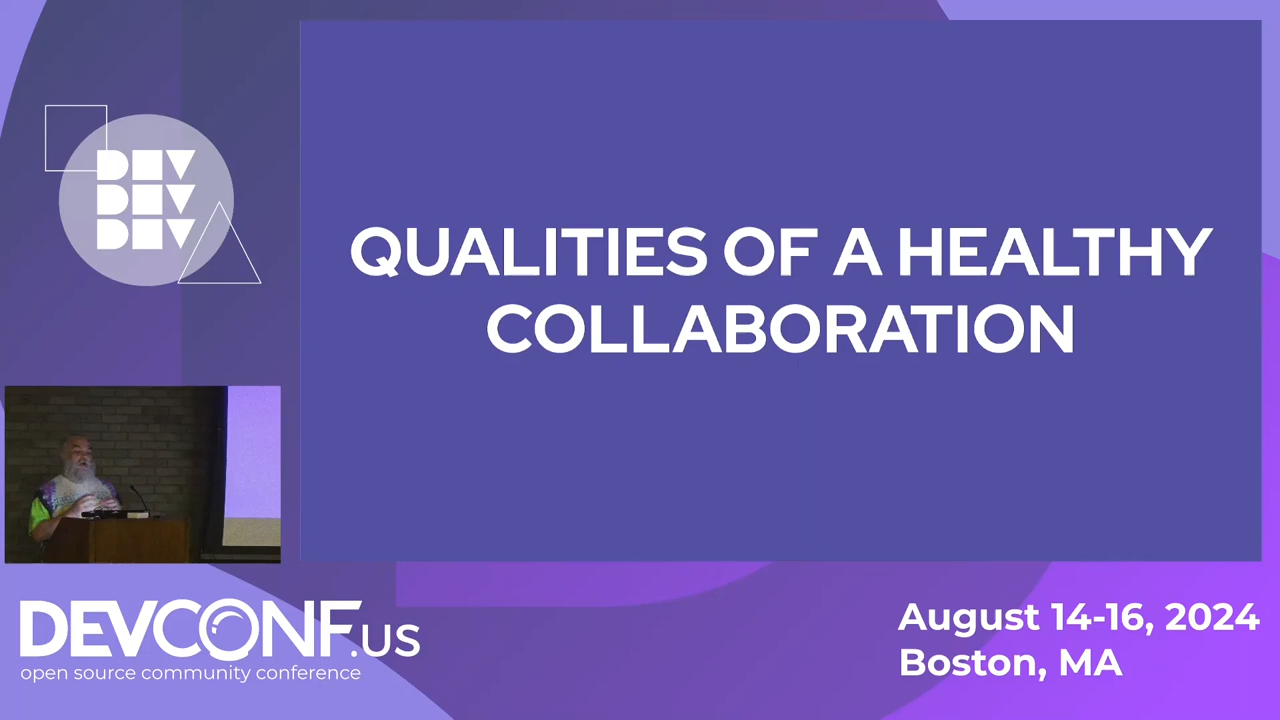 DEV
DEV
DEV
QUALITIES OF A HEALTHY
COLLABORATION
DEVCONF.US
open source community conference
August 14-16, 2024
Boston, MA